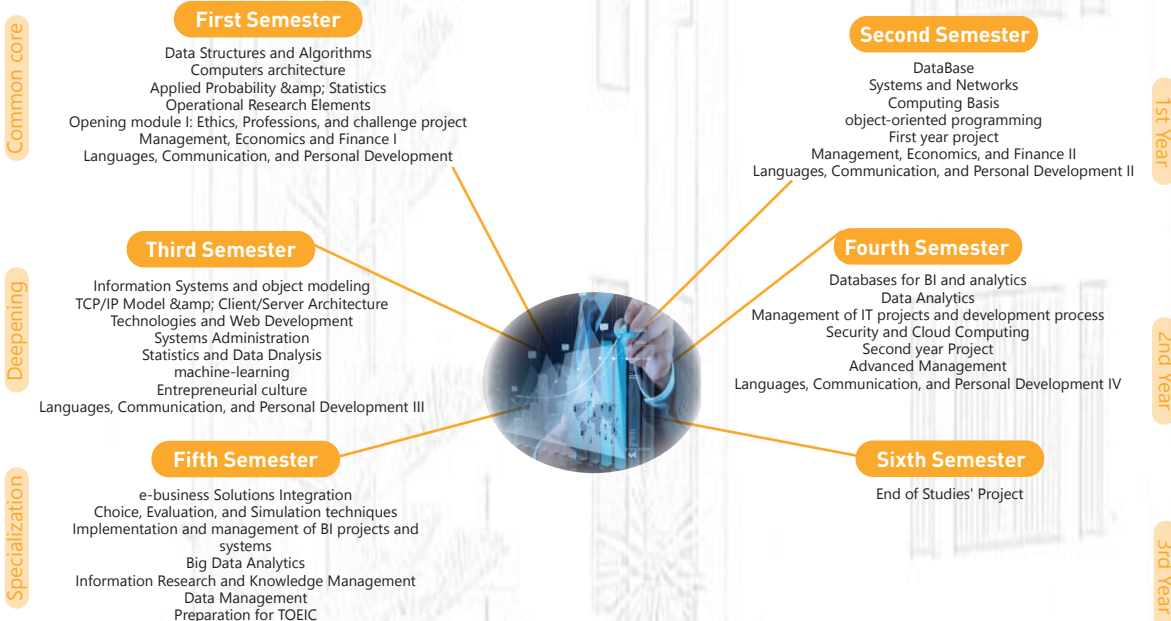 Common core
First Semester
Data Structures and Algorithms
Computers architecture
Applied Probability &amp; Statistics
Operational Research Elements
Opening module I: Ethics, Professions, and challenge project
Management, Economics and Finance I
Languages, Communication, and Personal Development
Second Semester
DataBase
Systems and Networks
Computing Basis
object-oriented programming
First year project
Management, Economics, and Finance II
Languages, Communication, and Personal Development II
1st Year
Deepening
Third Semester
Information Systems and object modeling
TCP/IP Model &amp; Client/Server Architecture
Technologies and Web Development
Systems Administration
Statistics and Data Dnalysis
machine-learning
Entrepreneurial culture
Languages, Communication, and Personal Development III
Fourth Semester
Databases for BI and analytics
Data Analytics
Management of IT projects and development process
Security and Cloud Computing
Second year Project
Advanced Management
Languages, Communication, and Personal Development IV
2nd Year
Specialization
Fifth Semester
e-business Solutions Integration
Choice, Evaluation, and Simulation techniques
Implementation and management of BI projects and
systems
Big Data Analytics
Information Research and Knowledge Management
Data Management
Preparation for TOEIC
Sixth Semester
End of Studies' Project
3rd Year